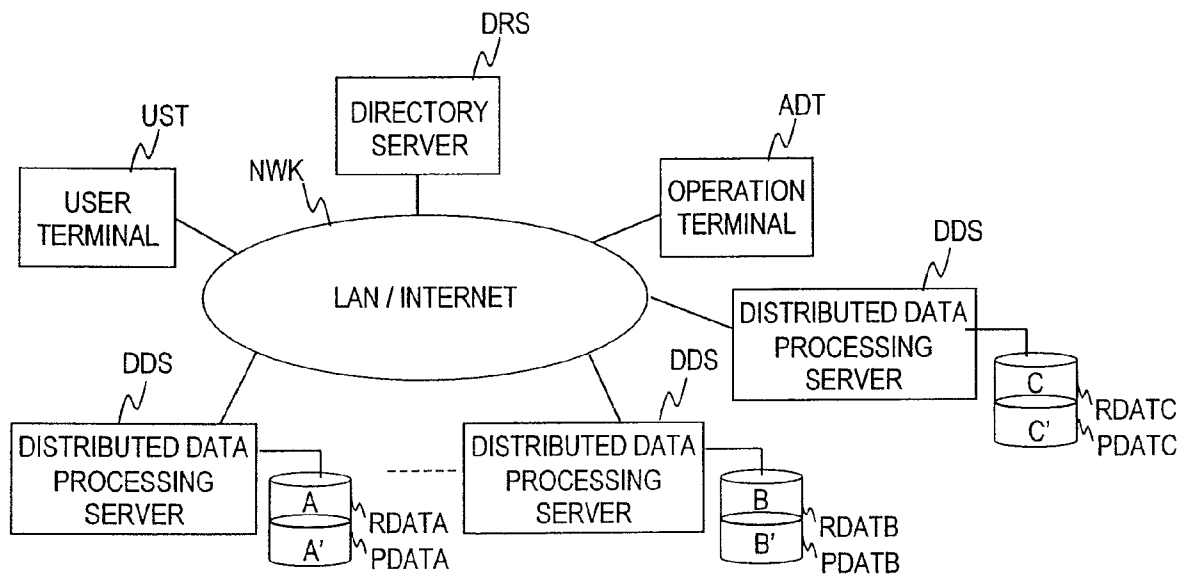 DRS
DIRECTORY
SERVER
UST
USER
TERMINAL
NWK
ADT
OPERATION
TERMINAL
LAN / INTERNET
DDS
DISTRIBUTED DATA
PROCESSING
SERVER
C
C'
RDATC
PDATC
DDS
DISTRIBUTED DATA
PROCESSING
SERVER
A
A'
RDATA
PDATA
DDS
DISTRIBUTED DATA
PROCESSING
SERVER
B
B'
RDATB
PDATB